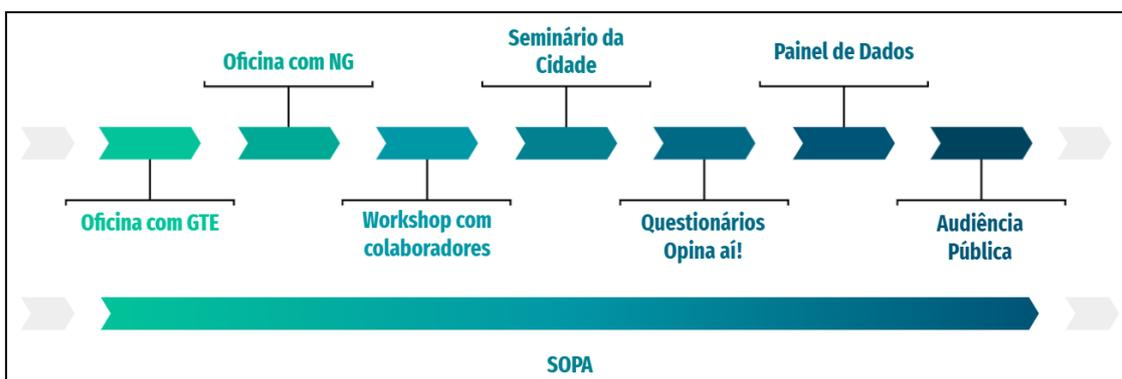 Oficina com GTE
Oficina com NG
Workshop com
colaboradores
Seminário da
Cidade
Questionários
Opina aí!
Painel de Dados
Audiência
Pública
SOPA